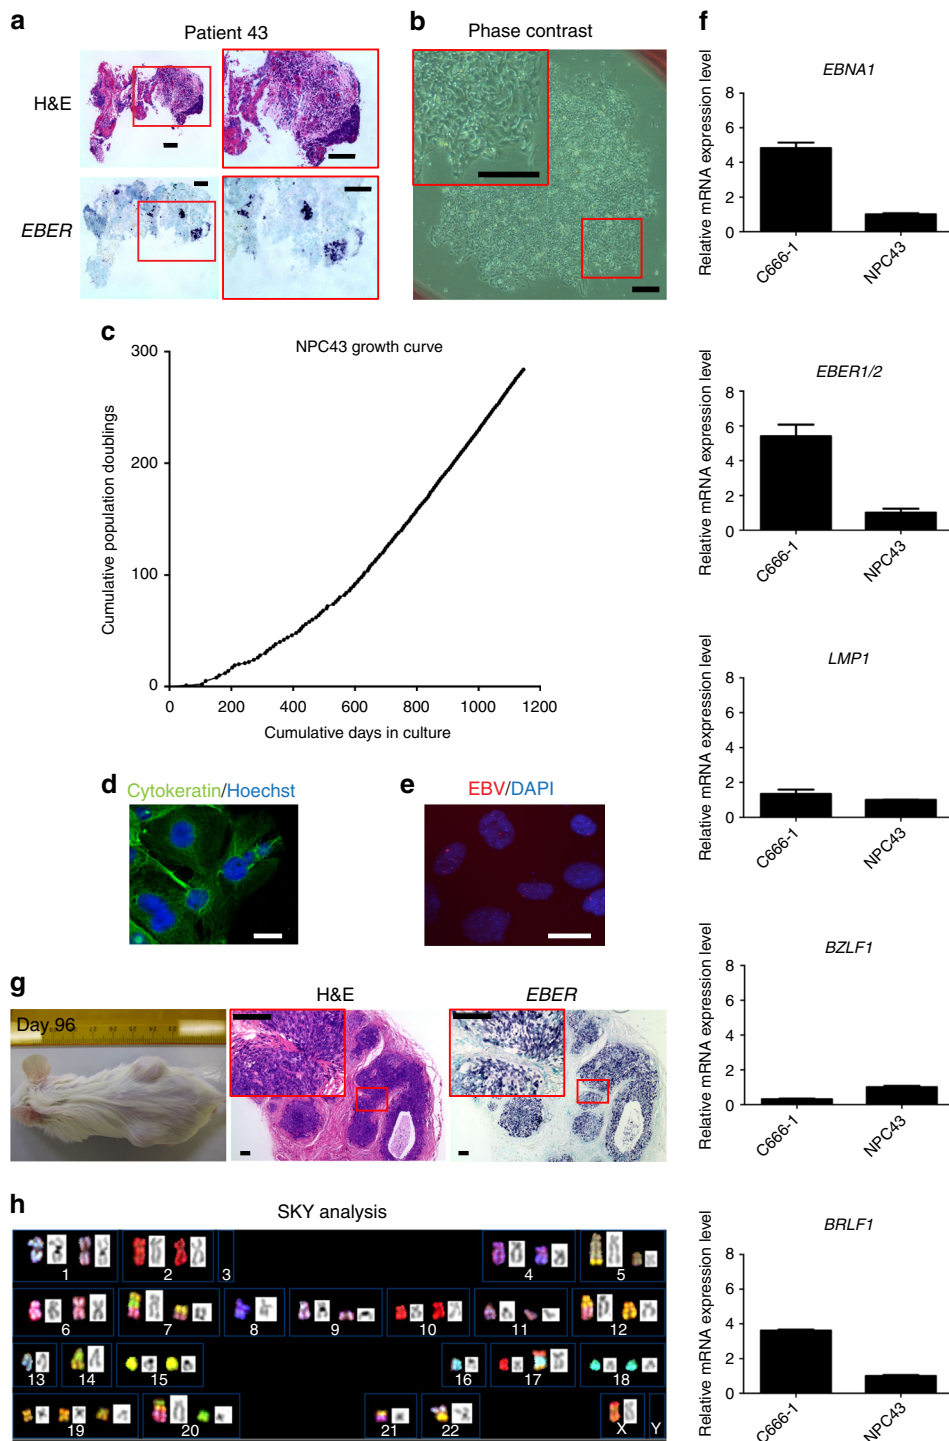 a
Patient 43
H&E
EBER
b
Phase contrast
c
NPC43 growth curve
Cumulative population doublings
300
200
100
0
0 200 400 600 800 1000 1200
Cumulative days in culture
d
Cytokeratin/Hoechst
e
EBV/DAPI
f
EBNA1
Relative mRNA expression level
8
6
4
2
0
C666-1
NPC43
EBER1/2
Relative mRNA expression level
8
6
4
2
0
C666-1
NPC43
LMP1
Relative mRNA expression level
8
6
4
2
0
C666-1
NPC43
BZLF1
Relative mRNA expression level
8
6
4
2
0
C666-1
NPC43
BRLF1
Relative mRNA expression level
8
6
4
2
0
C666-1
NPC43
g
Day 96
H&E
EBER
h
SKY analysis
1 2 3 4 5
6 7 8 9 10 11 12
13 14 15 16 17 18
19 20 21 22 X Y